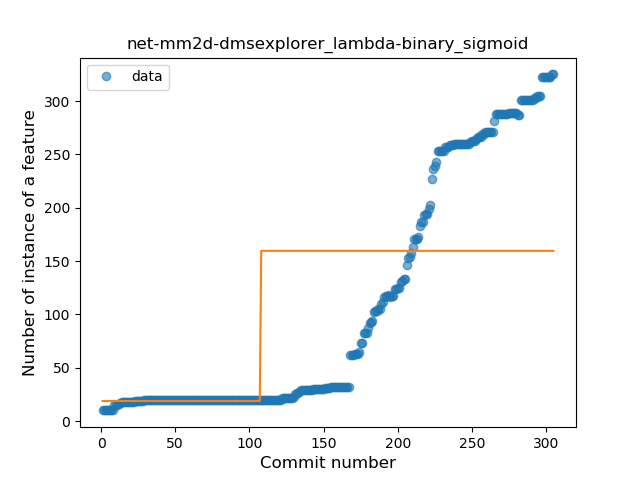 net-mm2d-dmsexplorer_lambda-binary_sigmoid
data
Number of instance of a feature
300
250
200
150
100
50
0
0 50 100 150 200 250 300
Commit number